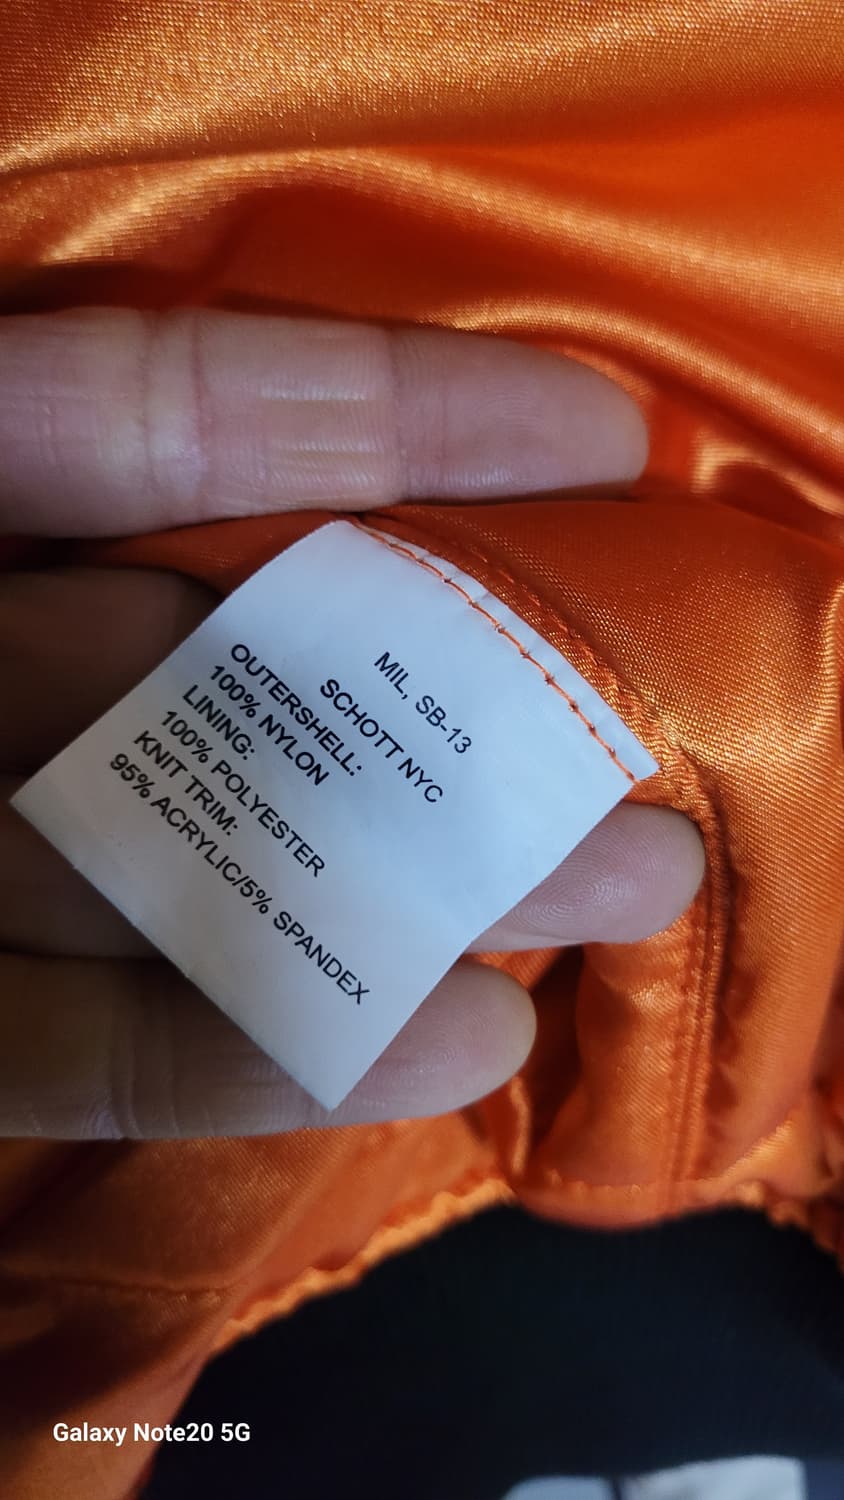 MIL, SB-13
SCHOTT NYC
OUTERSHELL:
100% NYLON
LINING:
100% POLYESTER
KNIT TRIM:
95% ACRYLIC/5% SPANDEX
Galaxy Note20 5G